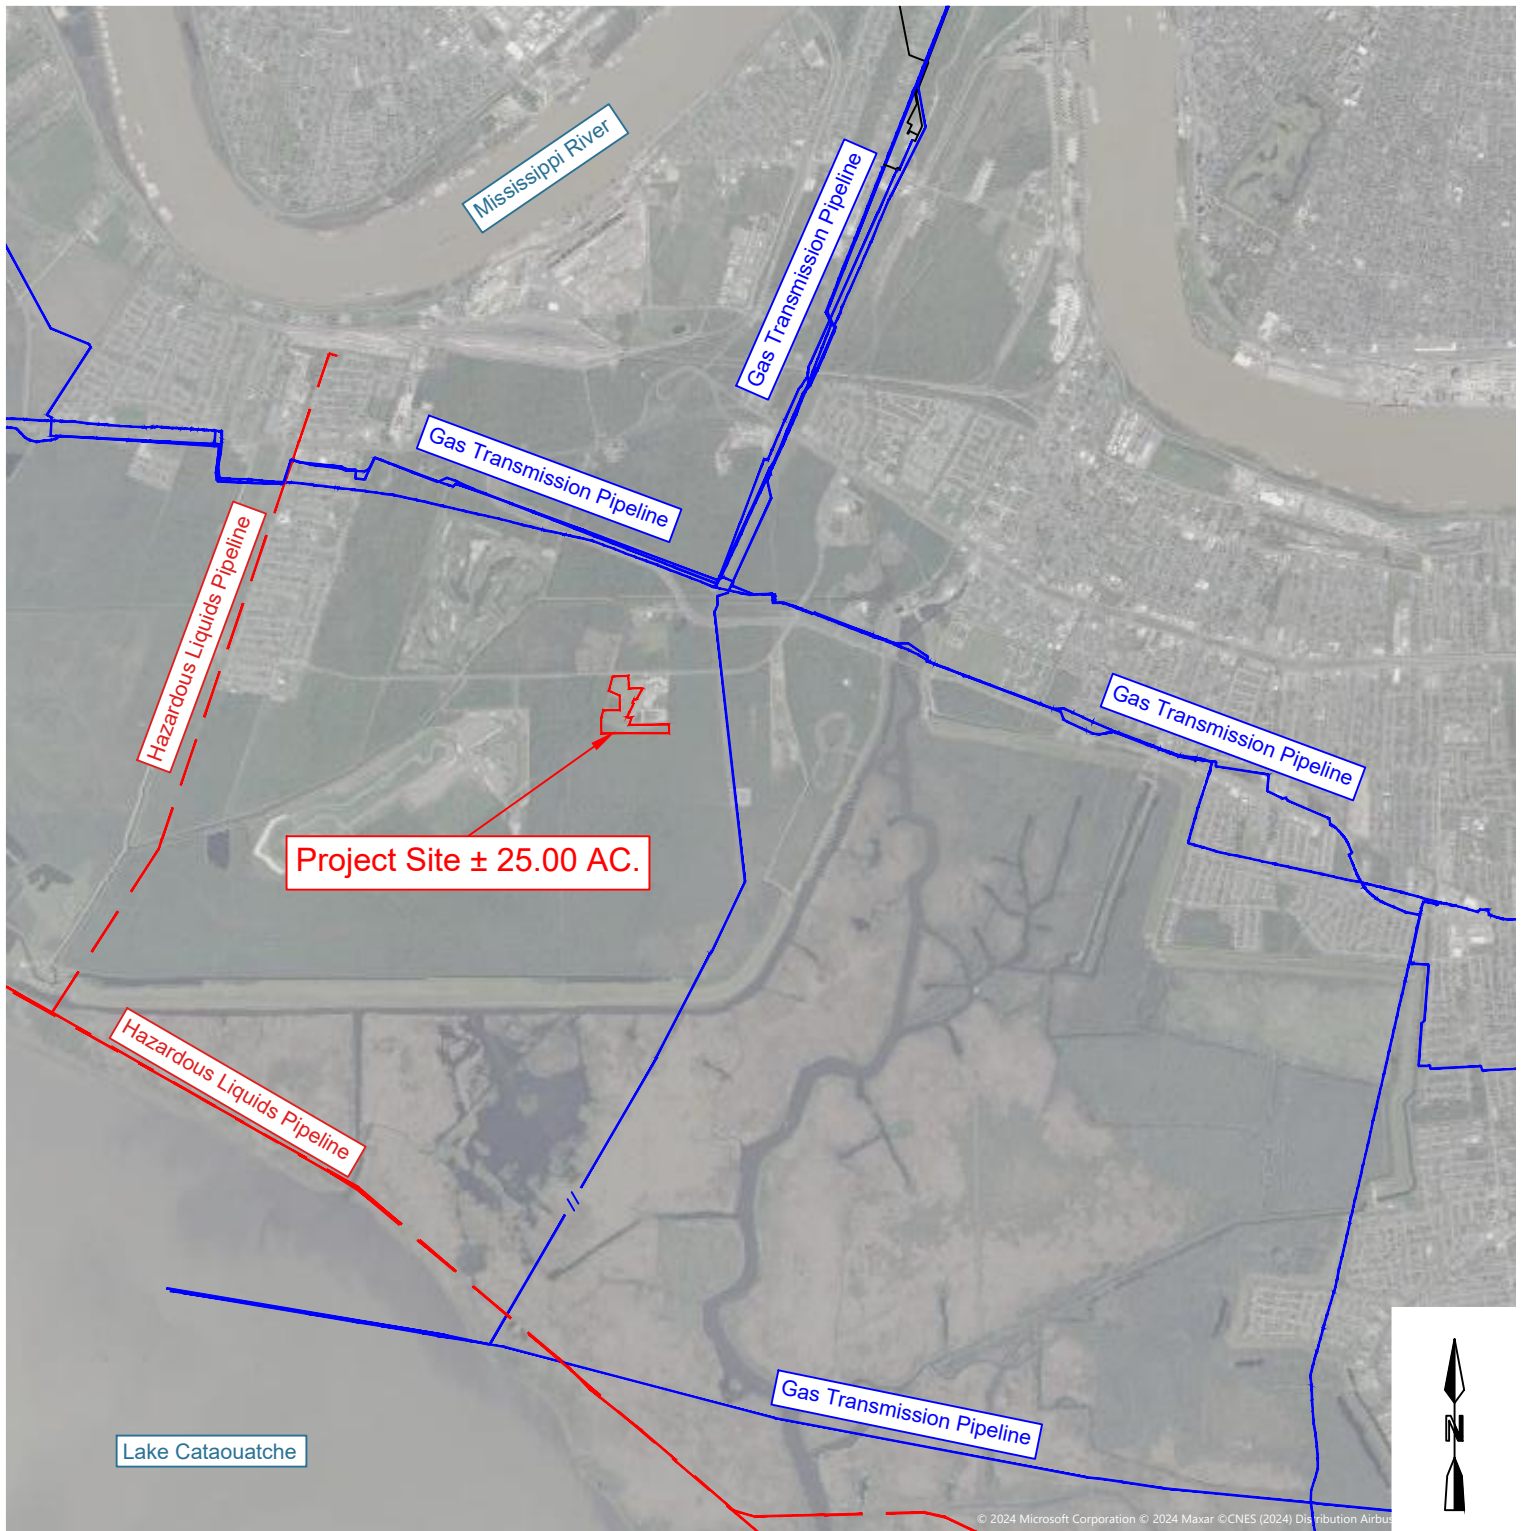 Mississippi River
Gas Transmission Pipeline
Gas Transmission Pipeline
Hazardous Liquids Pipeline
Gas Transmission Pipeline
Project Site ± 25.00 AC.
Hazardous Liquids Pipeline
Gas Transmission Pipeline
Lake Cataouatche
N
© 2024 Microsoft Corporation © 2024 Maxar ©CNES (2024) Distribution Airbus